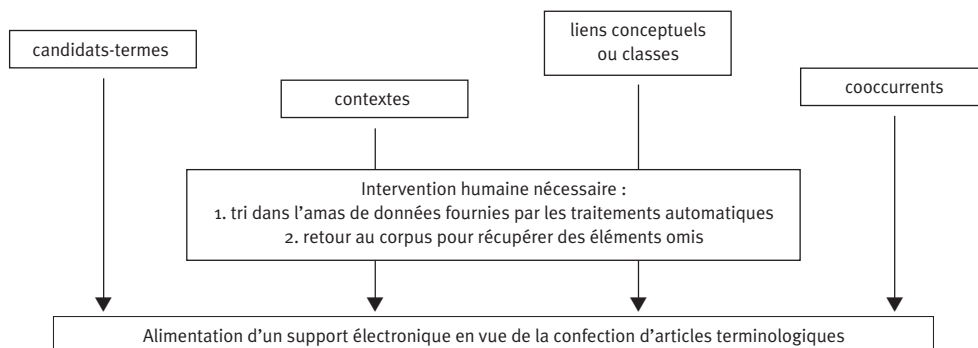 candidats-termes
contextes
liens conceptuels
ou classes
cooccurrents
Intervention humaine nécessaire :
1. tri dans l’amas de données fournies par les traitements automatiques
2. retour au corpus pour récupérer des éléments omis
Alimentation d’un support électronique en vue de la confection d’articles terminologiques